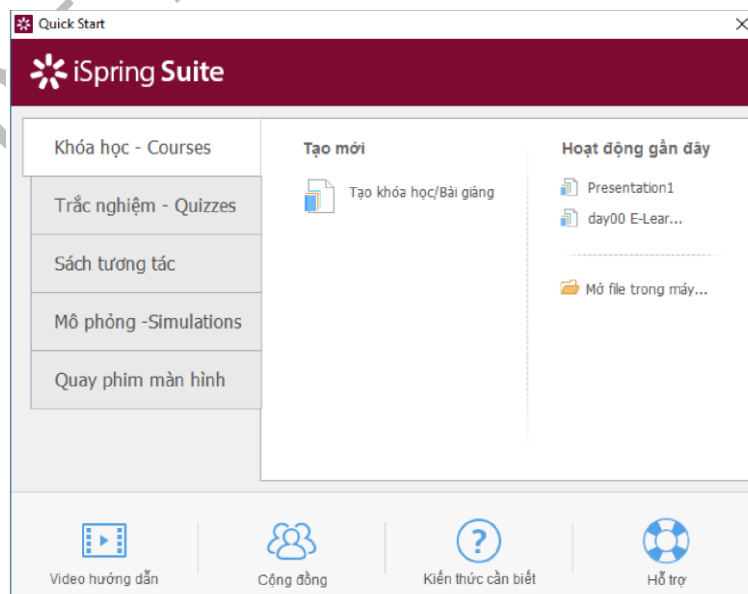 Quick Start
iSpring Suite
Khóa học - Courses
Trắc nghiệm - Quizzes
Sách tương tác
Mô phỏng -Simulations
Quay phim màn hình
Tạo mới
Tạo khóa học/Bài giảng
Hoạt động gần đây
Presentation1
day00 E-Lear...
Mở file trong máy...
Video hướng dẫn
Cộng đồng
Kiến thức cần biết
Hỗ trợ